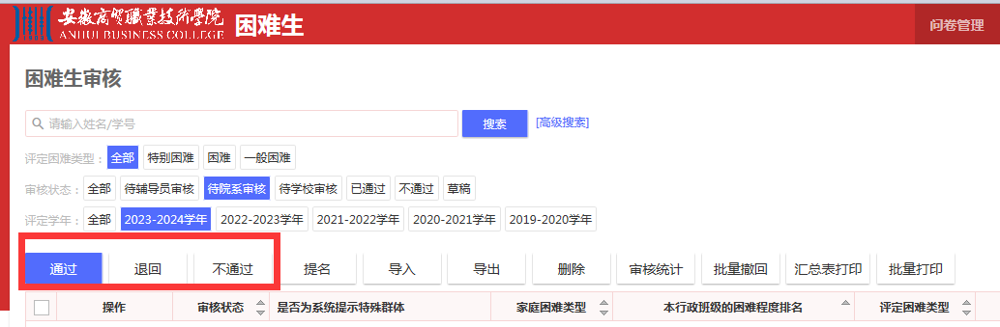 安徽商贸職業技術學院 困难生 问卷管理
ANHUI BUSINESS COLLEGE
困难生审核
请输入姓名/学号 搜索 [高级搜索]
评定困难类型： 全部 特别困难 困难 一般困难
审核状态： 全部 待辅导员审核 待院系审核 待学校审核 已通过 不通过 草稿
评定学年： 全部 2023-2024学年 2022-2023学年 2021-2022学年 2020-2021学年 2019-2020学年
通过 退回 不通过 提名 导入 导出 删除 审核统计 批量撤回 汇总表打印 批量打印
操作 审核状态 是否为系统提示特殊群体 家庭困难类型 本行政班级的困难程度排名 评定困难类型